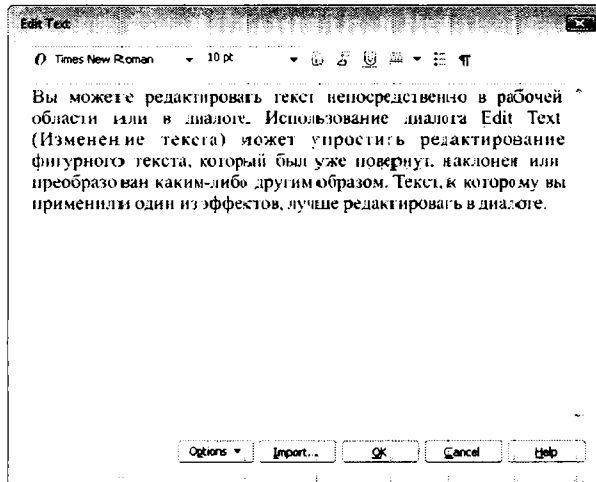 Edit Text
O Times New Roman 10 pt
Вы можете редактировать текст непосредственно в рабочей
области или в диалоге. Использование диалога Edit Text
(Изменение текста) может упростить редактирование
фигурного текста, который был уже повернут, наклонен или
преобразован каким-либо другим образом. Текст, к которому вы
применили один из эффектов, лучше редактировать в диалоге.
Options Import... OK Cancel Help